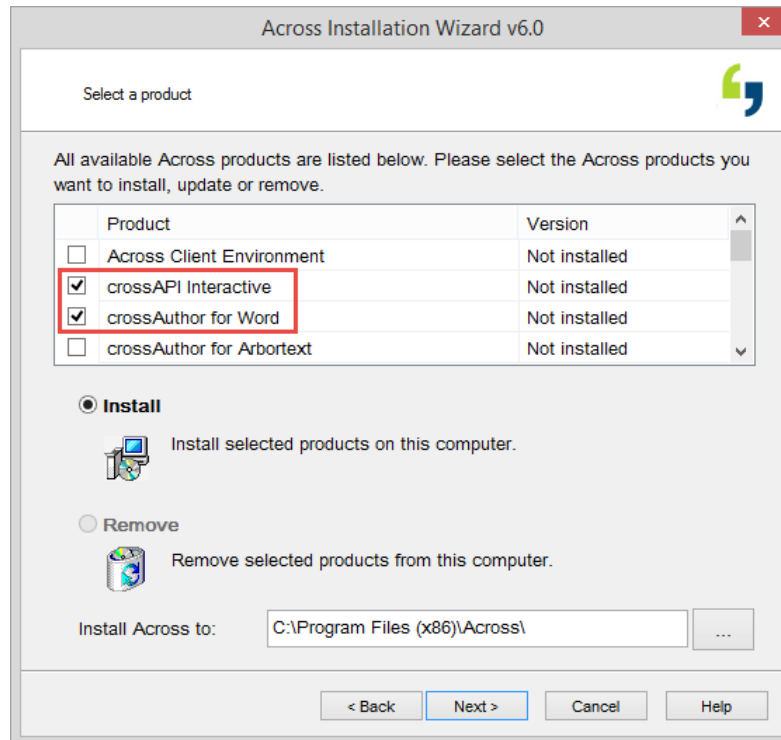 Across Installation Wizard v6.0
Select a product
All available Across products are listed below. Please select the Across products you
want to install, update or remove.
Product Version
Across Client Environment Not installed
crossAPI Interactive Not installed
crossAuthor for Word Not installed
crossAuthor for Arbortext Not installed
Install
Install selected products on this computer.
Remove
Remove selected products from this computer.
Install Across to: C:\Program Files (x86)\Across\ ...
< Back Next > Cancel Help